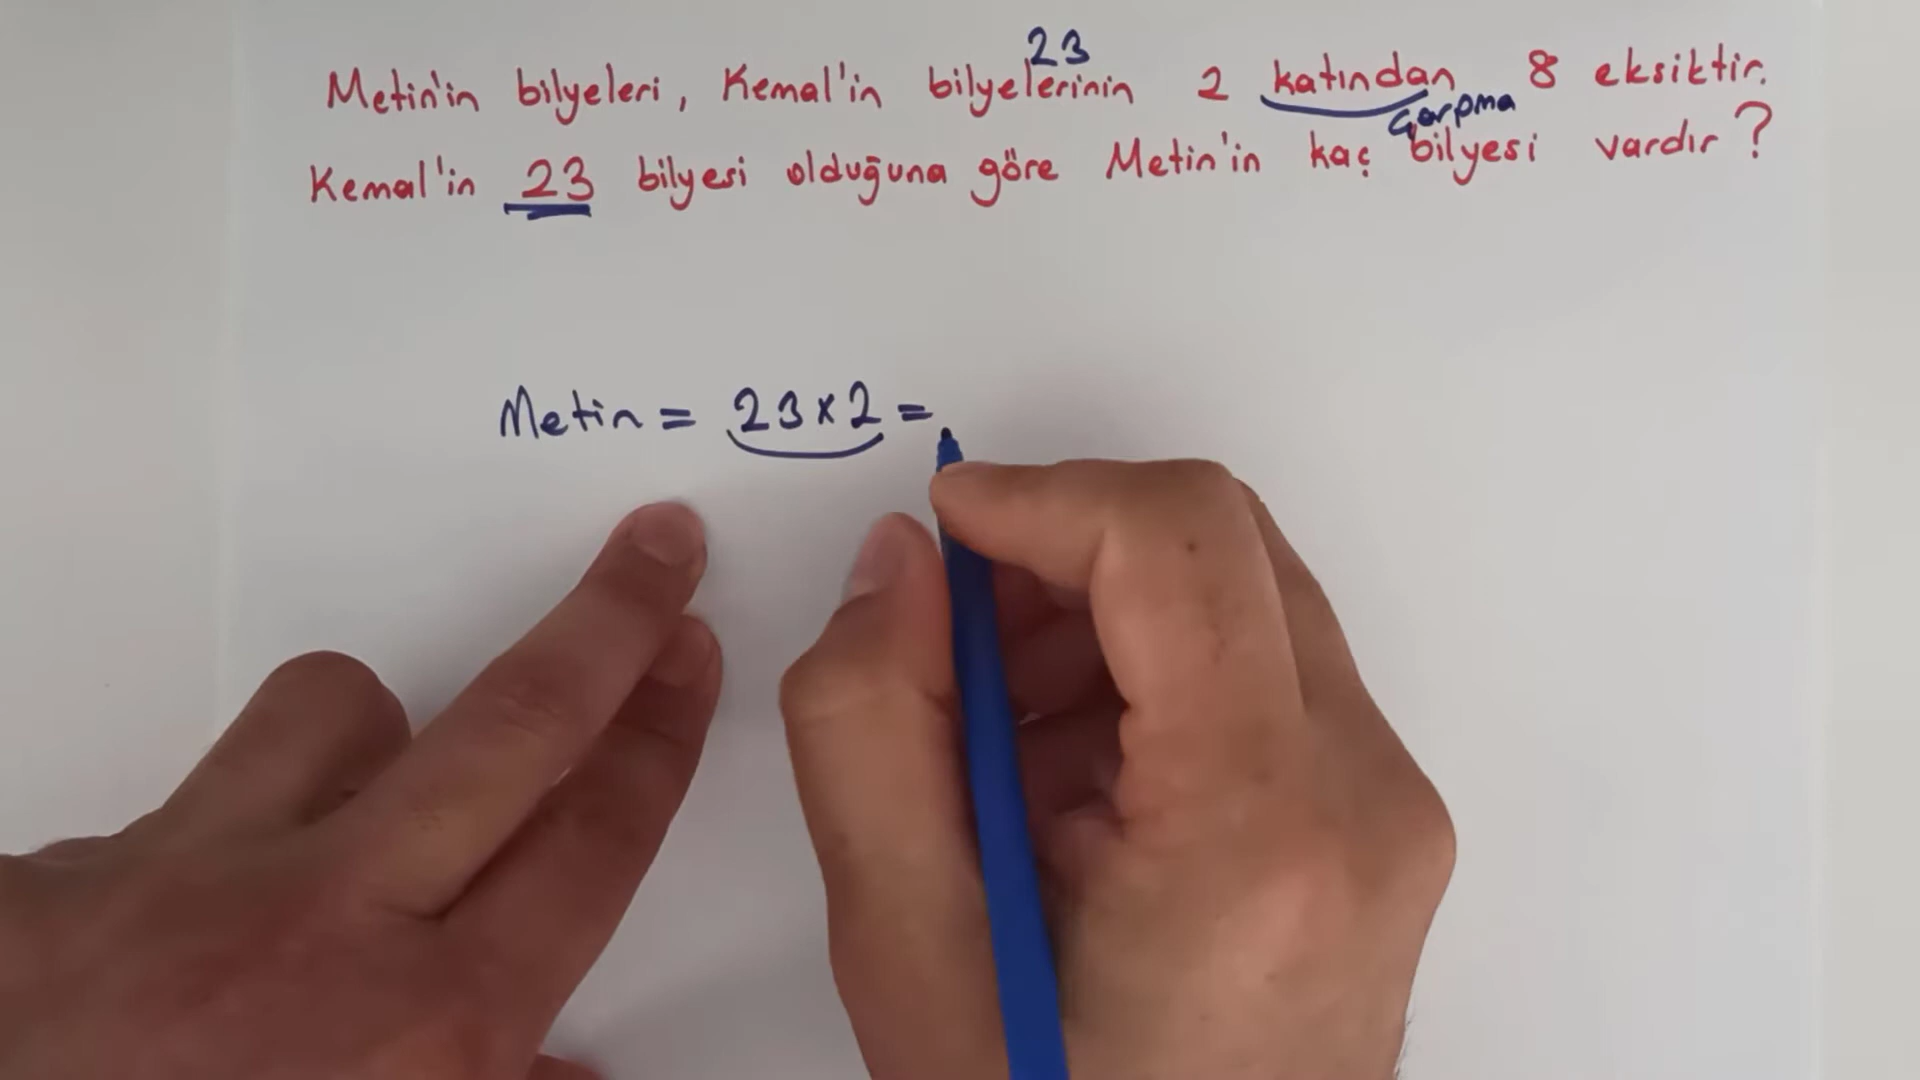 23
Metin'in bilyeleri, Kemal'in bilyelerinin 2 katından 8 eksiktir.
Çarpma
Kemal'in 23 bilyesi olduğuna göre Metin'in kaç bilyesi vardır?
Metin = 23 x 2 =